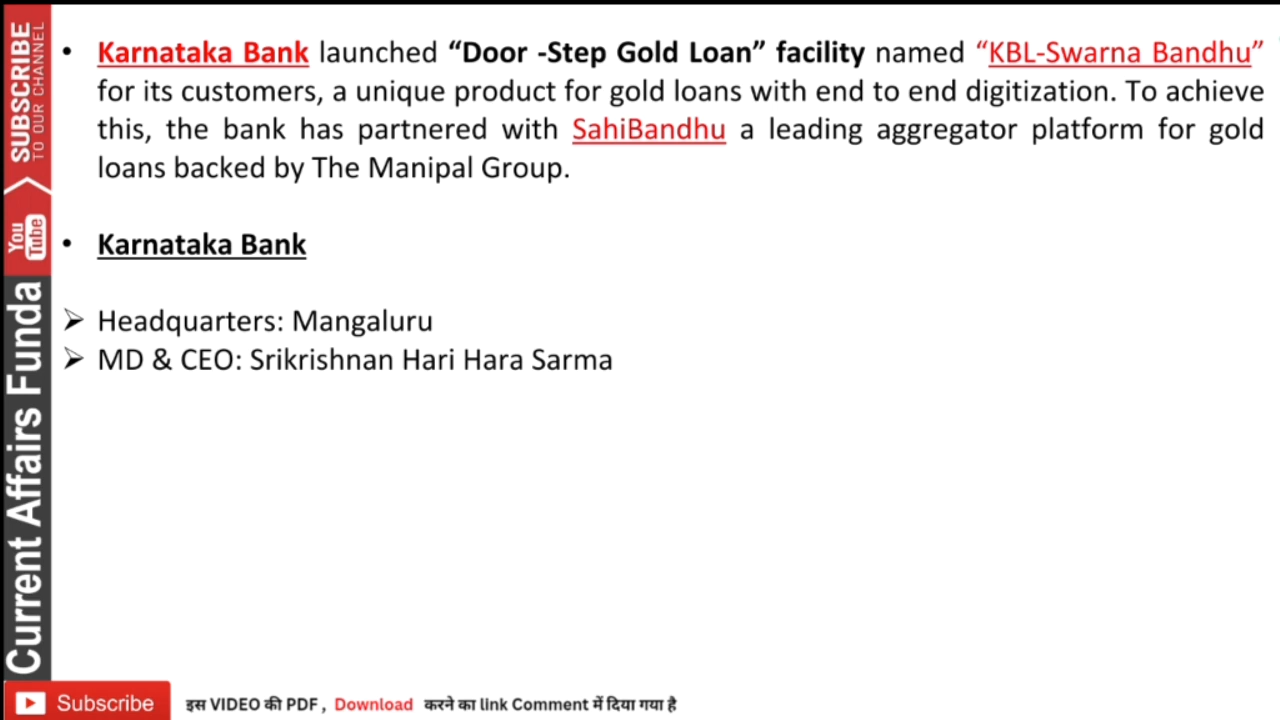 • Karnataka Bank launched “Door -Step Gold Loan” facility named “KBL-Swarna Bandhu”
for its customers, a unique product for gold loans with end to end digitization. To achieve
this, the bank has partnered with SahiBandhu a leading aggregator platform for gold
loans backed by The Manipal Group.
• Karnataka Bank
➢ Headquarters: Mangaluru
➢ MD & CEO: Srikrishnan Hari Hara Sarma
SUBSCRIBE
TO OUR CHANNEL
You
Tube
Current Affairs Funda
Subscribe
इस VIDEO की PDF , Download करने का link Comment में दिया गया है